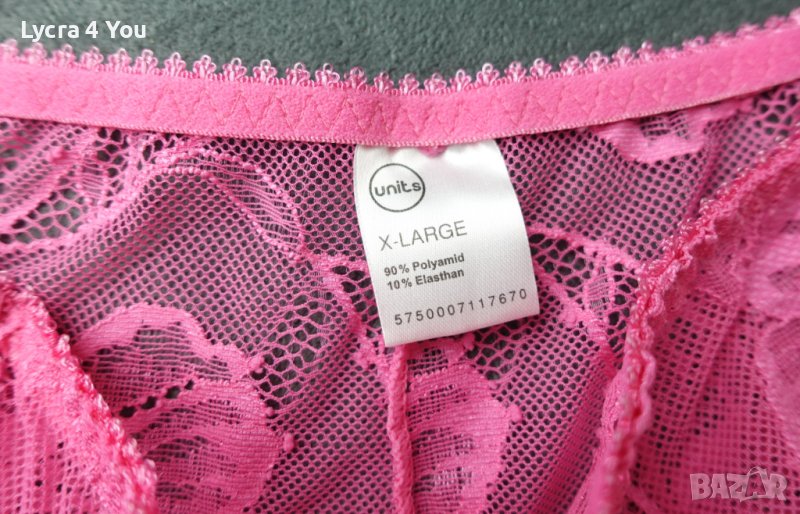 Lycra 4 You
units
X-LARGE
90% Polyamid
10% Elasthan
5750007117670
BAZAR